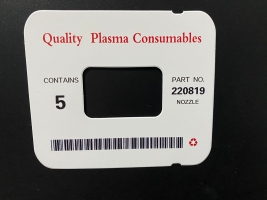 Quality Plasma Consumables
CONTAINS
5
PART NO.
220819
NOZZLE